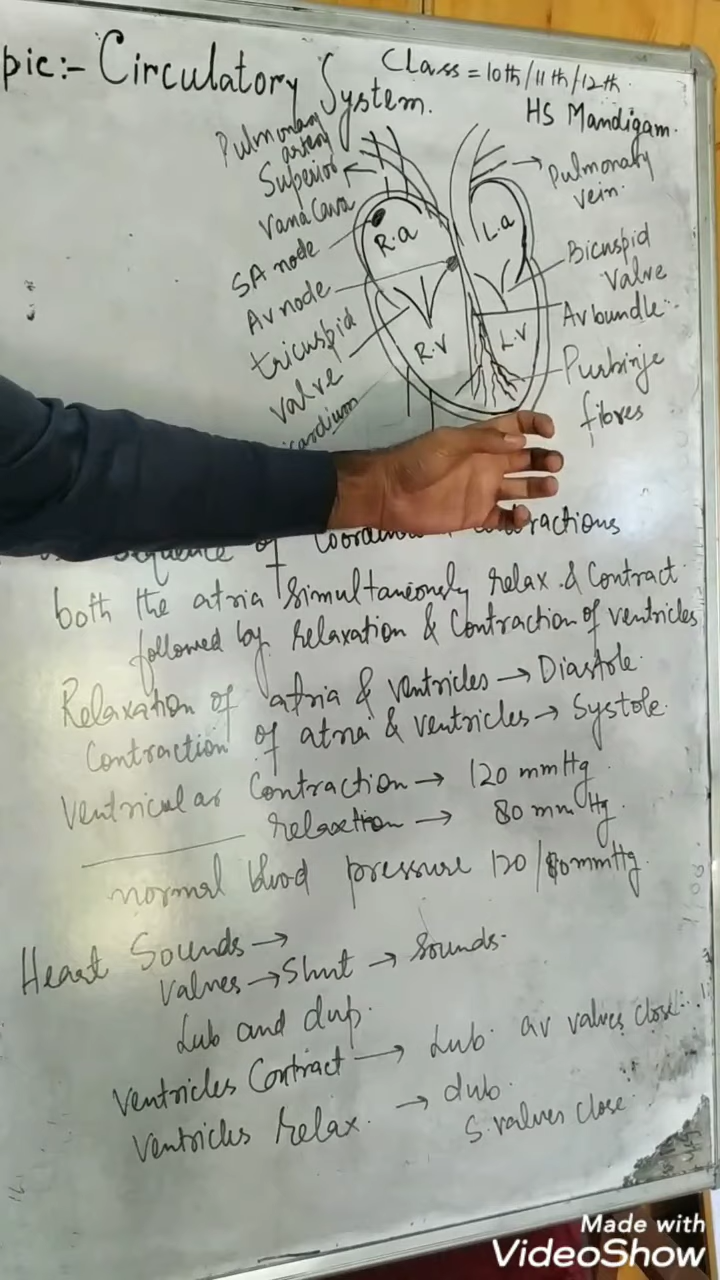 pic:- Circulatory System.
Class = 10th/11th/12th.
HS Mandigam.
Pulmonary artery
Superior
Vana Cava
SA node
Av node
tricuspid
valve
cardium
R.a
L.a
R.V
L.V
Pulmonary
vein.
Bicuspid
Valve
Av bundle
Purbinje
fibres
of
both the atria simultaneously relax & Contract
followed by relaxation & Contraction of ventricles
Relaxation of atria & ventricles → Diastole.
Contraction of atria & ventricles → Systole.
Ventricular Contraction → 120 mmHg.
relaxation → 80 mm Hg.
normal blood pressure 120/80mmHg.
Heart Sounds →
Valves → Shut → Sounds.
Lub and dup.
Ventricles Contract → Lub. av valves close.
Ventricles relax. → dub.
S. valves close.
Made with
VideoShow